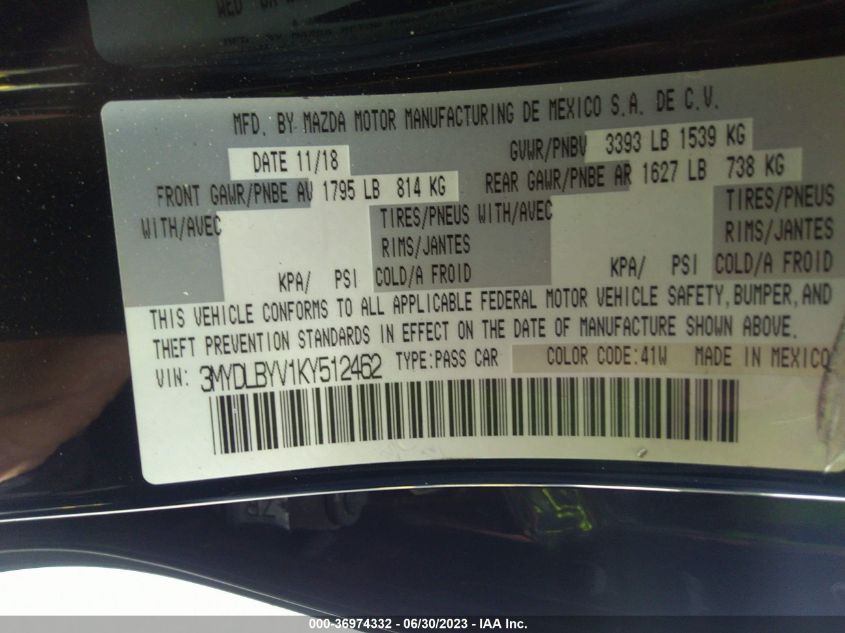 MFD. BY MAZDA MOTOR MANUFACTURING DE MEXICO S.A. DE C.V.
DATE 11/18 GVWR/PNBV 3393 LB 1539 KG
FRONT GAWR/PNBE AV 1795 LB 814 KG REAR GAWR/PNBE AR 1627 LB 738 KG
WITH/AVEC TIRES/PNEUS WITH/AVEC TIRES/PNEUS
RIMS/JANTES RIMS/JANTES
KPA/ PSI COLD/A FROID KPA/ PSI COLD/A FROID
THIS VEHICLE CONFORMS TO ALL APPLICABLE FEDERAL MOTOR VEHICLE SAFETY, BUMPER, AND
THEFT PREVENTION STANDARDS IN EFFECT ON THE DATE OF MANUFACTURE SHOWN ABOVE.
VIN: 3MYDLBYV1KY512462 TYPE:PASS CAR COLOR CODE:41W MADE IN MEXICO
000-36974332 - 06/30/2023 - IAA Inc.